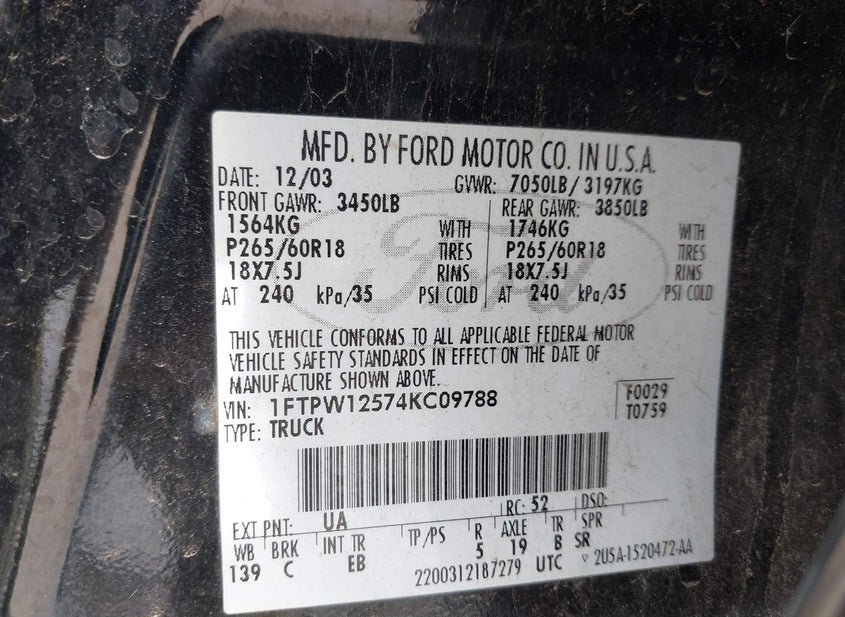 MFD. BY FORD MOTOR CO. IN U.S.A.
DATE: 12/03 GVWR: 7050LB/ 3197KG
FRONT GAWR: 3450LB REAR GAWR: 3850LB
1564KG WITH 1746KG WITH
P265/60R18 TIRES P265/60R18 TIRES
18X7.5J RIMS 18X7.5J RIMS
AT 240 kPa/35 PSI COLD AT 240 kPa/35 PSI COLD
Ford
THIS VEHICLE CONFORMS TO ALL APPLICABLE FEDERAL MOTOR
VEHICLE SAFETY STANDARDS IN EFFECT ON THE DATE OF
MANUFACTURE SHOWN ABOVE.
VIN: 1FTPW12574KC09788 F0029
TYPE: TRUCK T0759
EXT PNT: UA RC: 52 DSO:
WB BRK INT TR TP/PS R AXLE TR SPR
139 C EB 5 19 B SR
2200312187279 UTC ▽ 2U5A-1520472-AA